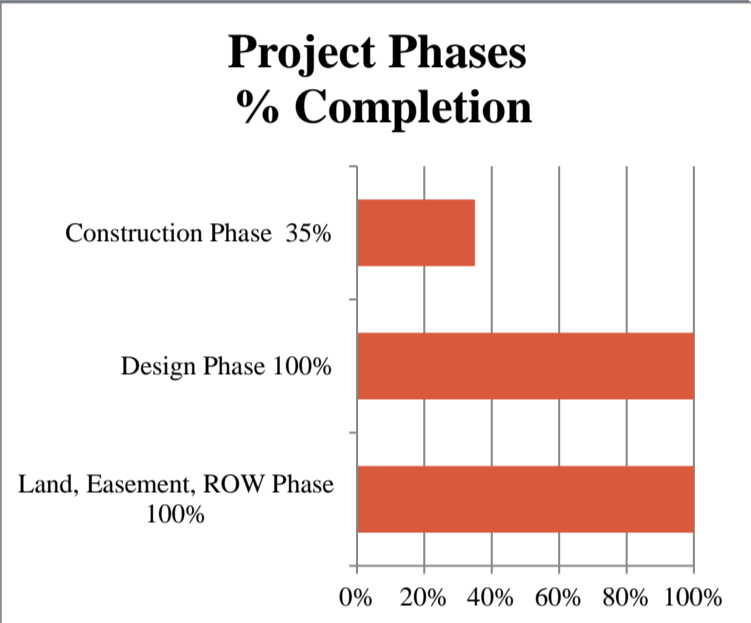 Project Phases
% Completion
Construction Phase  35%
Design Phase 100%
Land, Easement, ROW Phase
100%
0% 20% 40% 60% 80% 100%